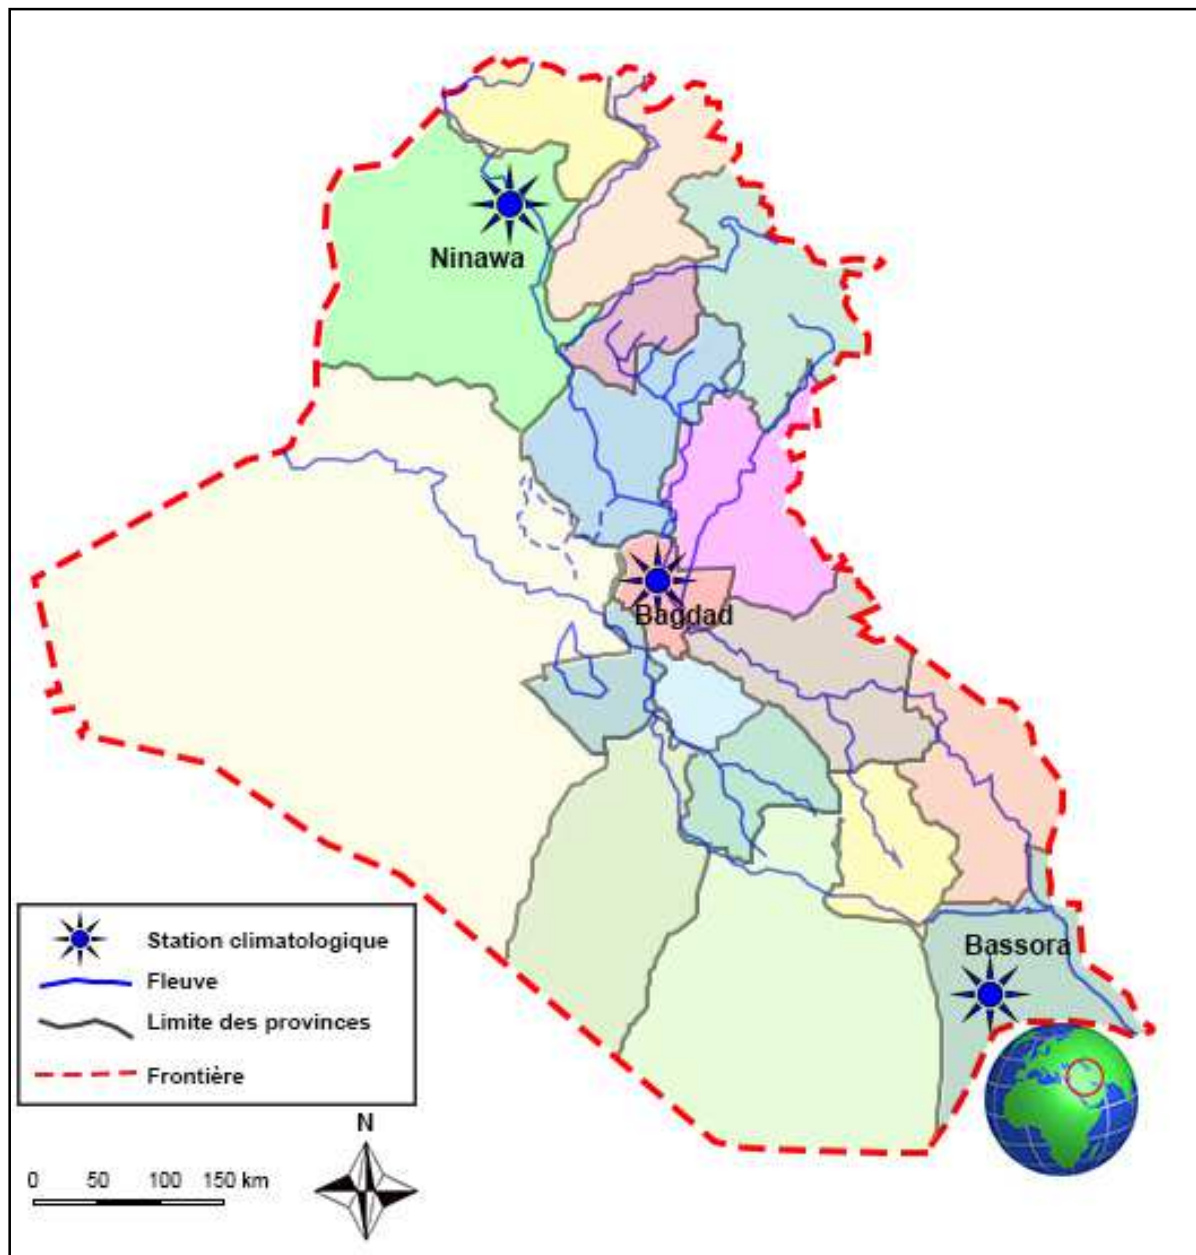 Ninawa
Bagdad
Bassora
Station climatologique
Fleuve
Limite des provinces
Frontière
N
0 50 100 150 km